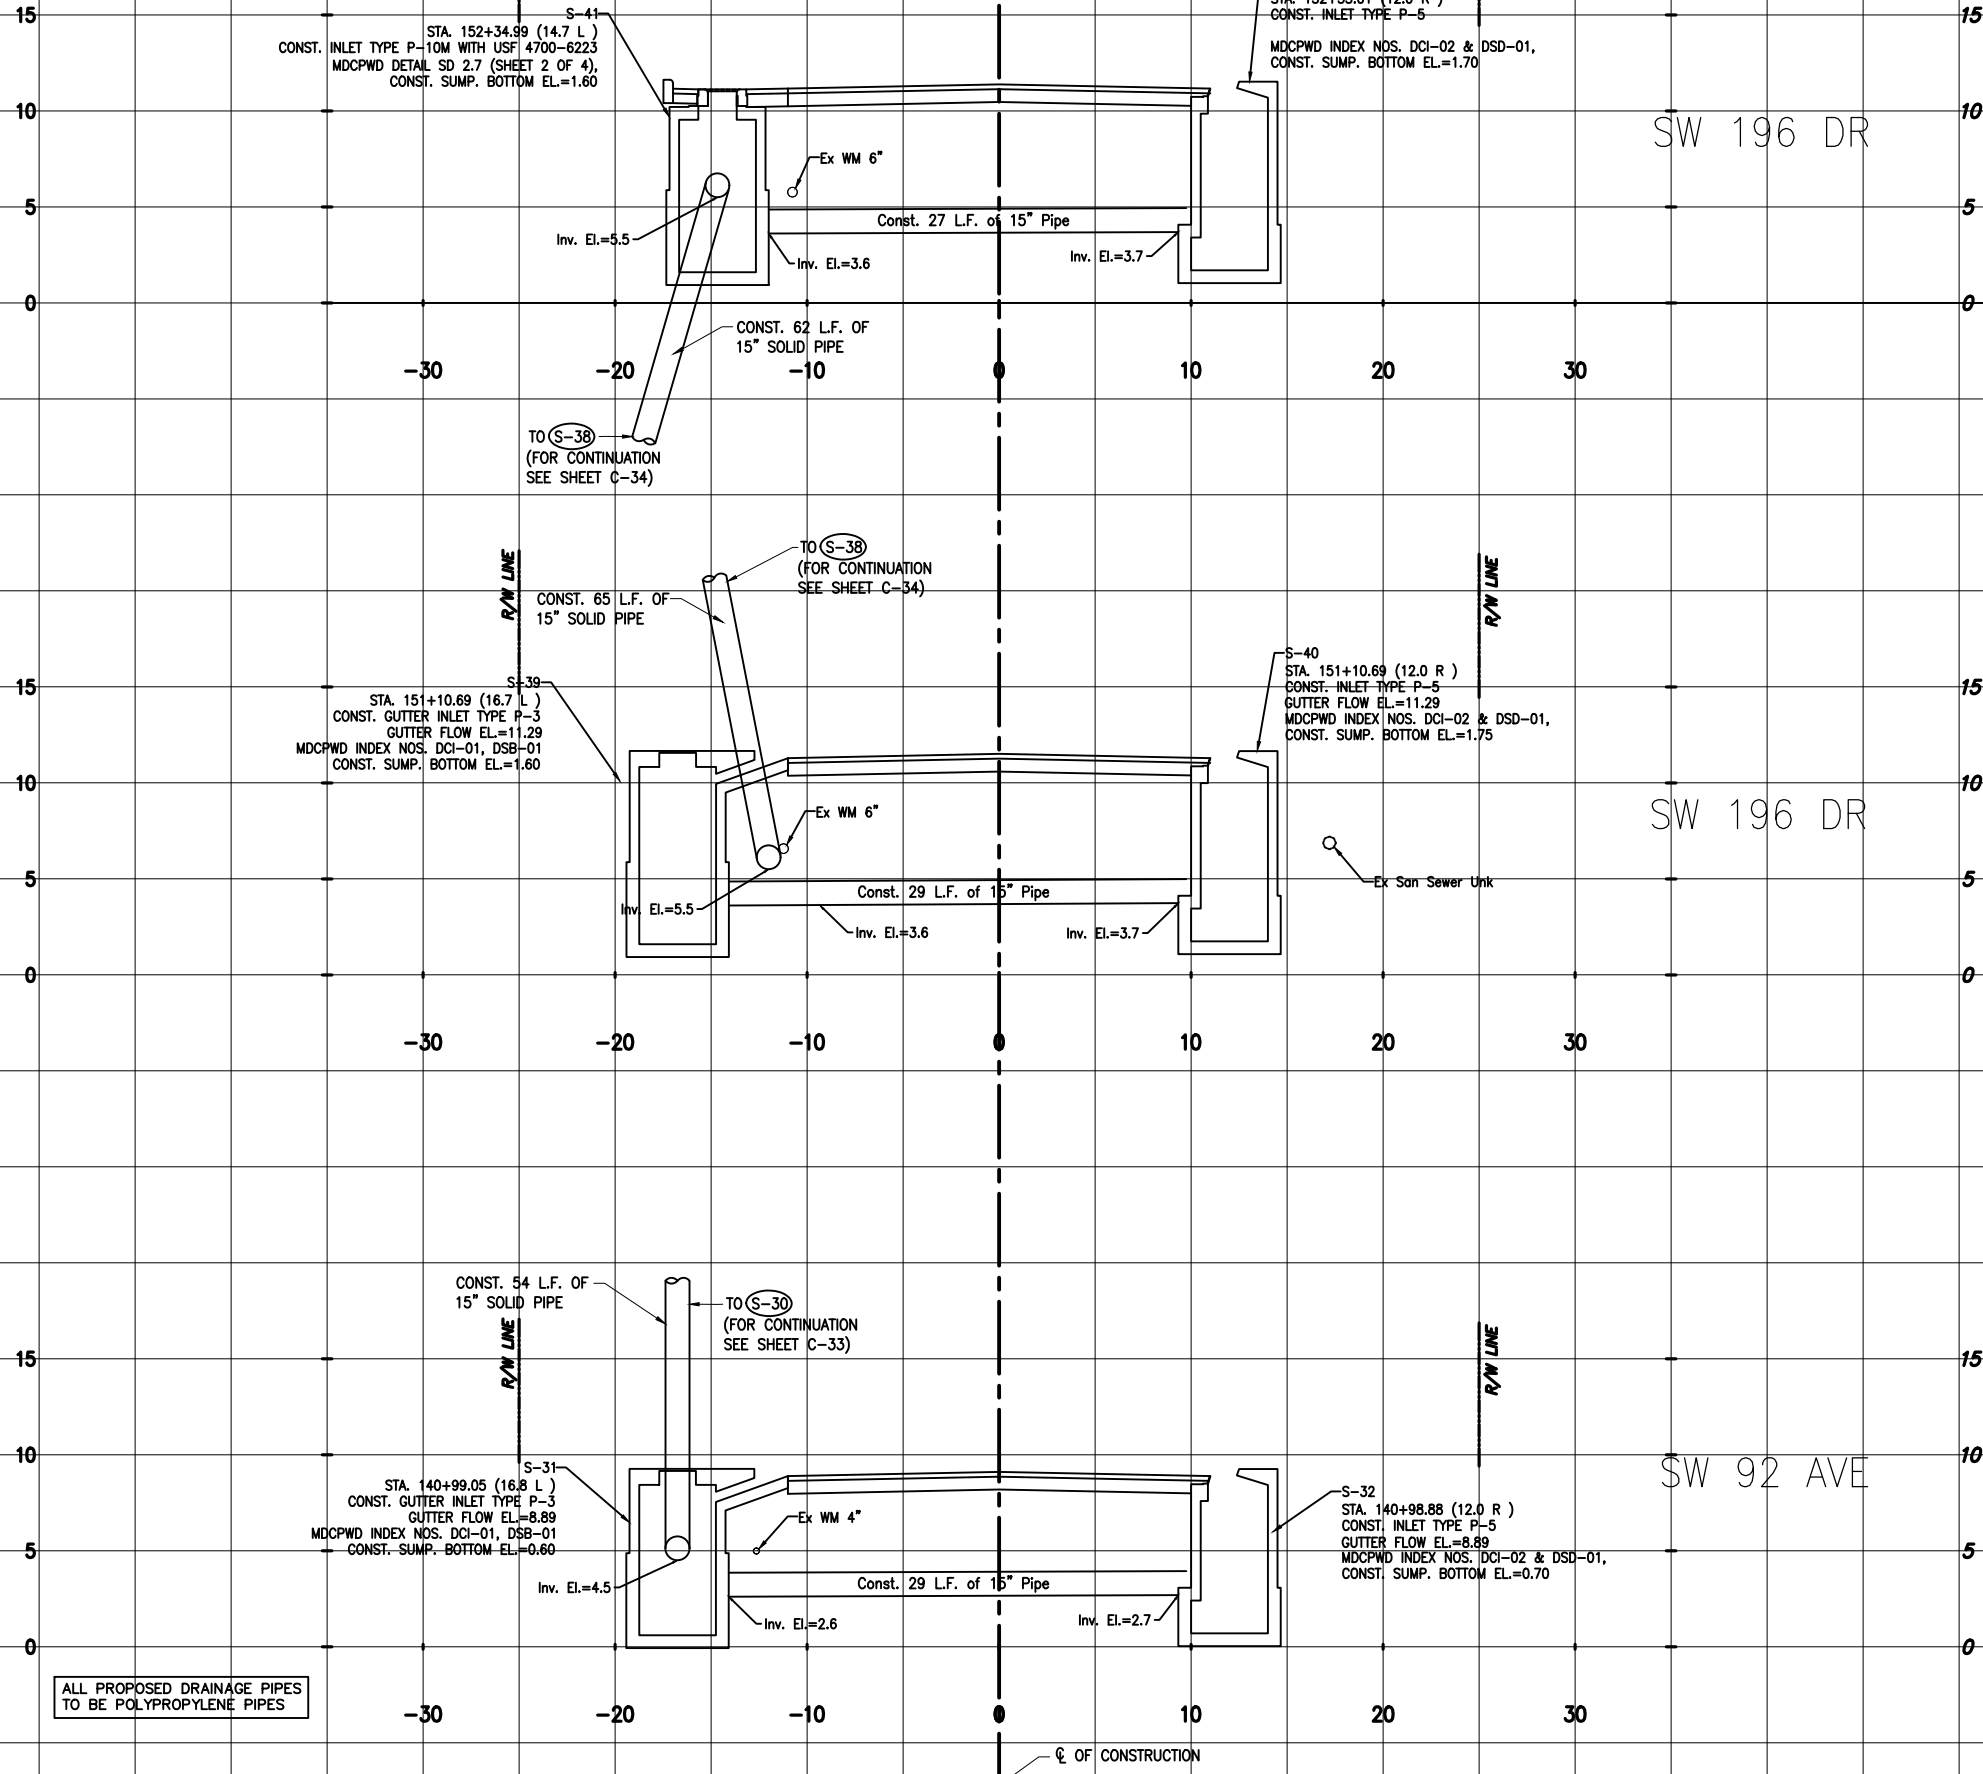 15
S-41
STA. 152+34.99 (14.7 L )
CONST. INLET TYPE P-10M WITH USF 4700-6223
MDCPWD DETAIL SD 2.7 (SHEET 2 OF 4),
CONST. SUMP. BOTTOM EL.=1.60
CONST. INLET TYPE P-5
MDCPWD INDEX NOS. DCI-02 & DSD-01,
CONST. SUMP. BOTTOM EL.=1.70
15
10
10
SW 196 DR
Ex WM 6"
5
Const. 27 L.F. of 15" Pipe
5
Inv. El.=5.5
Inv. El.=3.6
Inv. El.=3.7
0
0
CONST. 62 L.F. OF
15" SOLID PIPE
-30
-20
-10
0
10
20
30
TO S-38
(FOR CONTINUATION
SEE SHEET C-34)
TO S-38
(FOR CONTINUATION
SEE SHEET C-34)
R/W LINE
R/W LINE
CONST. 65 L.F. OF
15" SOLID PIPE
15
15
S-39
STA. 151+10.69 (16.7 L )
CONST. GUTTER INLET TYPE P-3
GUTTER FLOW EL.=11.29
MDCPWD INDEX NOS. DCI-01, DSB-01
CONST. SUMP. BOTTOM EL.=1.60
S-40
STA. 151+10.69 (12.0 R )
CONST. INLET TYPE P-5
GUTTER FLOW EL.=11.29
MDCPWD INDEX NOS. DCI-02 & DSD-01,
CONST. SUMP. BOTTOM EL.=1.75
10
10
SW 196 DR
Ex WM 6"
5
Const. 29 L.F. of 15" Pipe
Ex San Sewer Unk
5
Inv. El.=5.5
Inv. El.=3.6
Inv. El.=3.7
0
0
-30
-20
-10
0
10
20
30
CONST. 54 L.F. OF
15" SOLID PIPE
TO S-30
(FOR CONTINUATION
SEE SHEET C-33)
R/W LINE
R/W LINE
15
15
10
10
S-31
STA. 140+99.05 (16.8 L )
CONST. GUTTER INLET TYPE P-3
GUTTER FLOW EL.=8.89
MDCPWD INDEX NOS. DCI-01, DSB-01
CONST. SUMP. BOTTOM EL.=0.60
SW 92 AVE
S-32
STA. 140+98.88 (12.0 R )
CONST. INLET TYPE P-5
GUTTER FLOW EL.=8.89
MDCPWD INDEX NOS. DCI-02 & DSD-01,
CONST. SUMP. BOTTOM EL.=0.70
Ex WM 4"
5
5
Const. 29 L.F. of 15" Pipe
Inv. El.=4.5
Inv. El.=2.6
Inv. El.=2.7
0
0
ALL PROPOSED DRAINAGE PIPES
TO BE POLYPROPYLENE PIPES
-30
-20
-10
0
10
20
30
℄ OF CONSTRUCTION